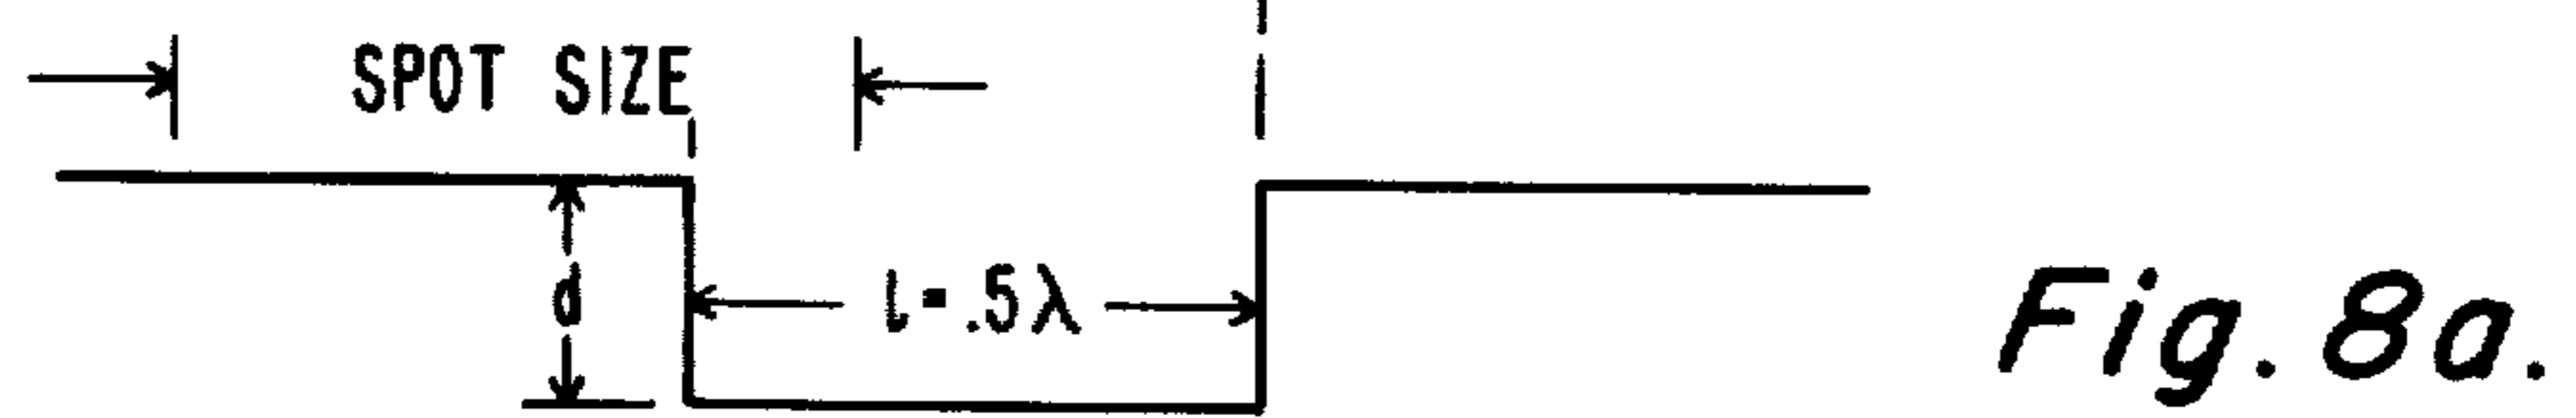 SPOT SIZE
d
l=.5λ
Fig. 8a.